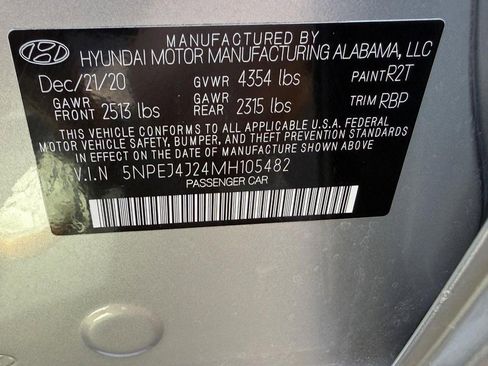 MANUFACTURED BY
HYUNDAI MOTOR MANUFACTURING ALABAMA, LLC
Dec/21/20 GVWR 4354 lbs PAINT R2T
GAWR FRONT 2513 lbs GAWR REAR 2315 lbs TRIM RBP
THIS VEHICLE CONFORMS TO ALL APPLICABLE U.S.A. FEDERAL
MOTOR VEHICLE SAFETY, BUMPER, AND THEFT PREVENTION STANDARDS
IN EFFECT ON THE DATE OF MANUFACTURE SHOWN ABOVE.
V.I.N 5NPEJ4J24MH105482
PASSENGER CAR